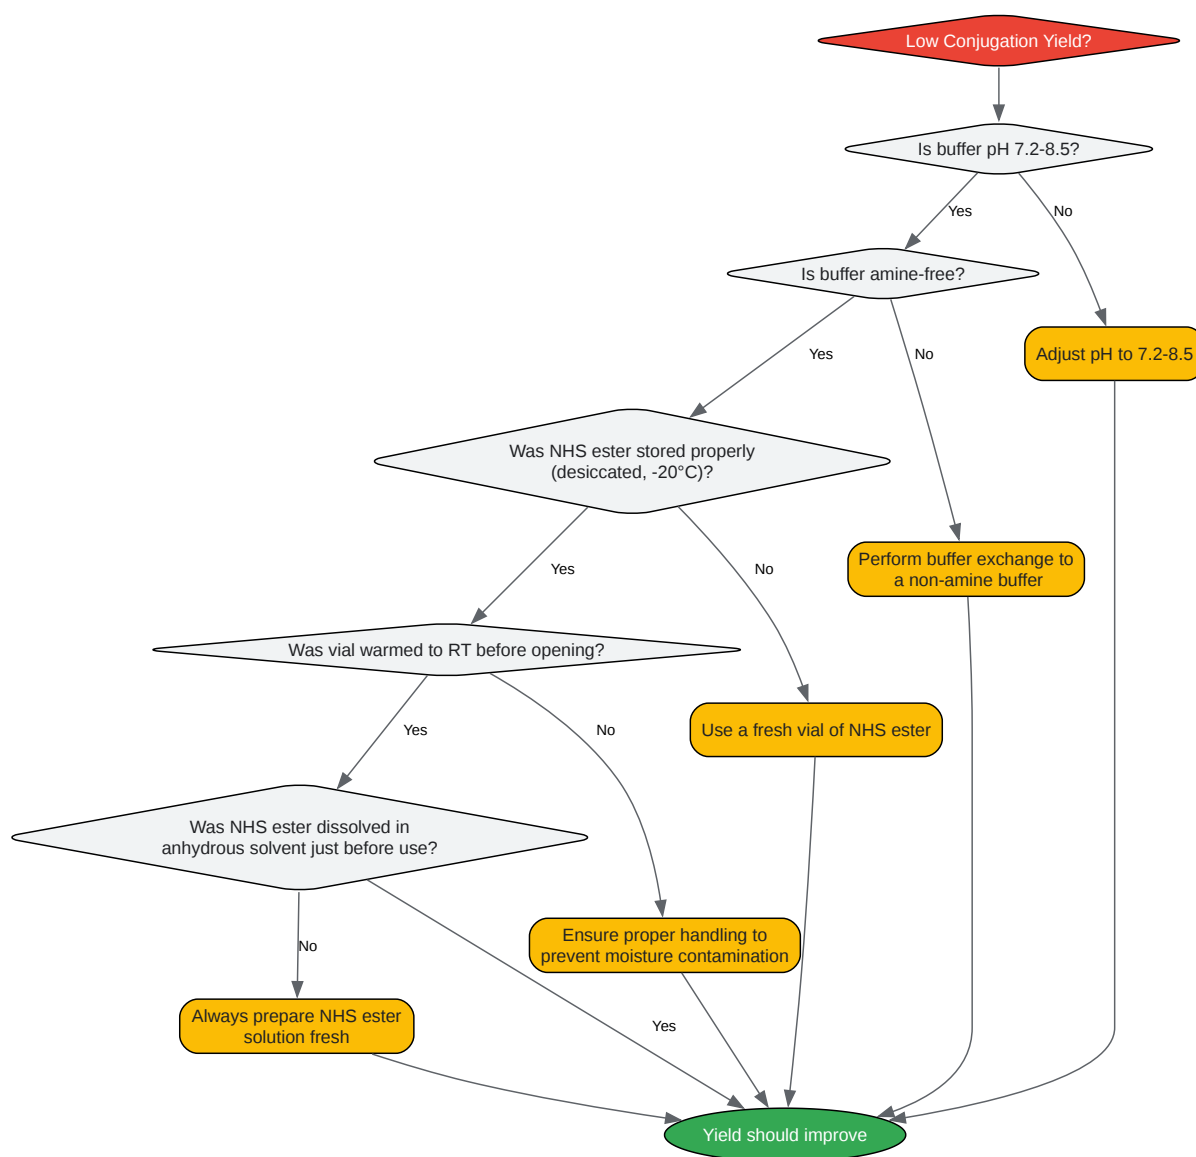 Low Conjugation Yield?
Is buffer pH 7.2-8.5?
Yes
No
Is buffer amine-free?
Yes
No
Adjust pH to 7.2-8.5
Was NHS ester stored properly
(desiccated, -20°C)?
Yes
No
Perform buffer exchange to
a non-amine buffer
Was vial warmed to RT before opening?
Yes
No
Use a fresh vial of NHS ester
Was NHS ester dissolved in
anhydrous solvent just before use?
No
Yes
Ensure proper handling to
prevent moisture contamination
Always prepare NHS ester
solution fresh
Yield should improve